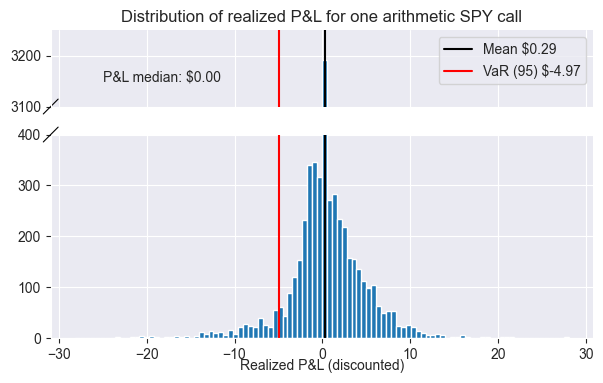 Distribution of realized P&L for one arithmetic SPY call
3200
3100
P&L median: $0.00
Mean $0.29
VaR (95) $-4.97
400
300
200
100
0
−30 −20 −10 0 10 20 30
Realized P&L (discounted)